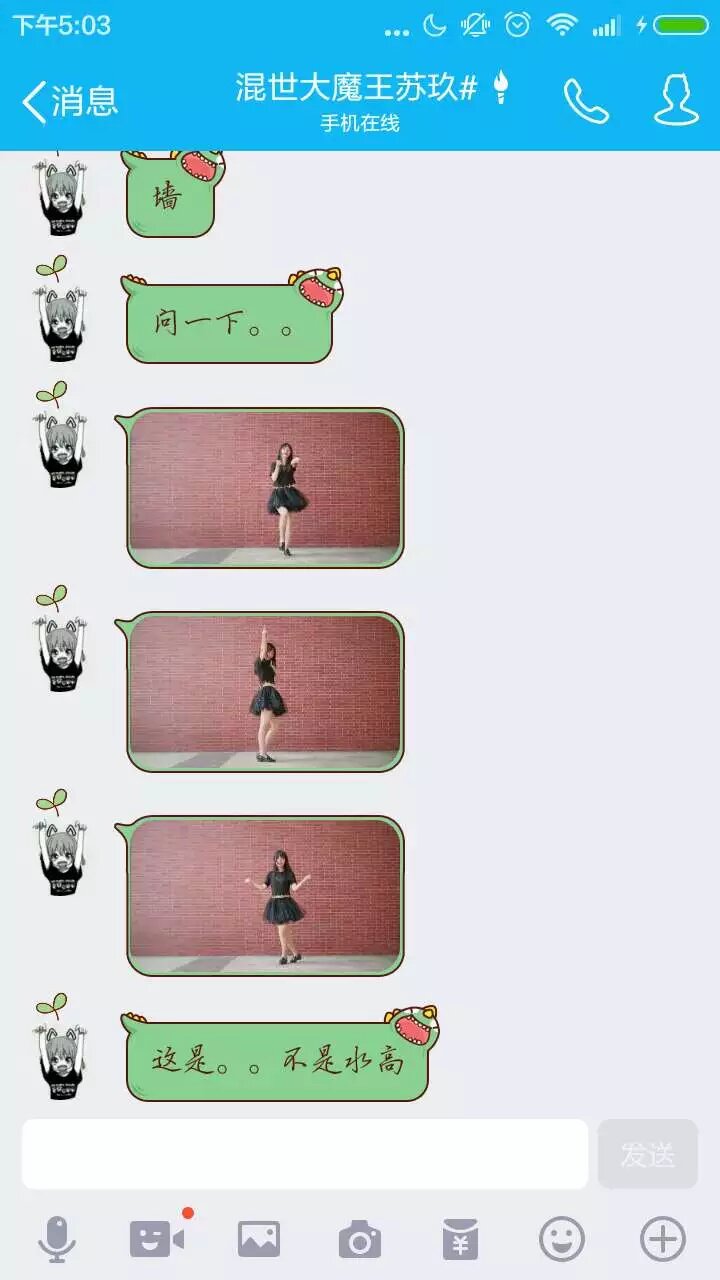 下午5:03
消息
混世大魔王苏玖#
手机在线
墙
问一下。。
这是。。不是水高
发送